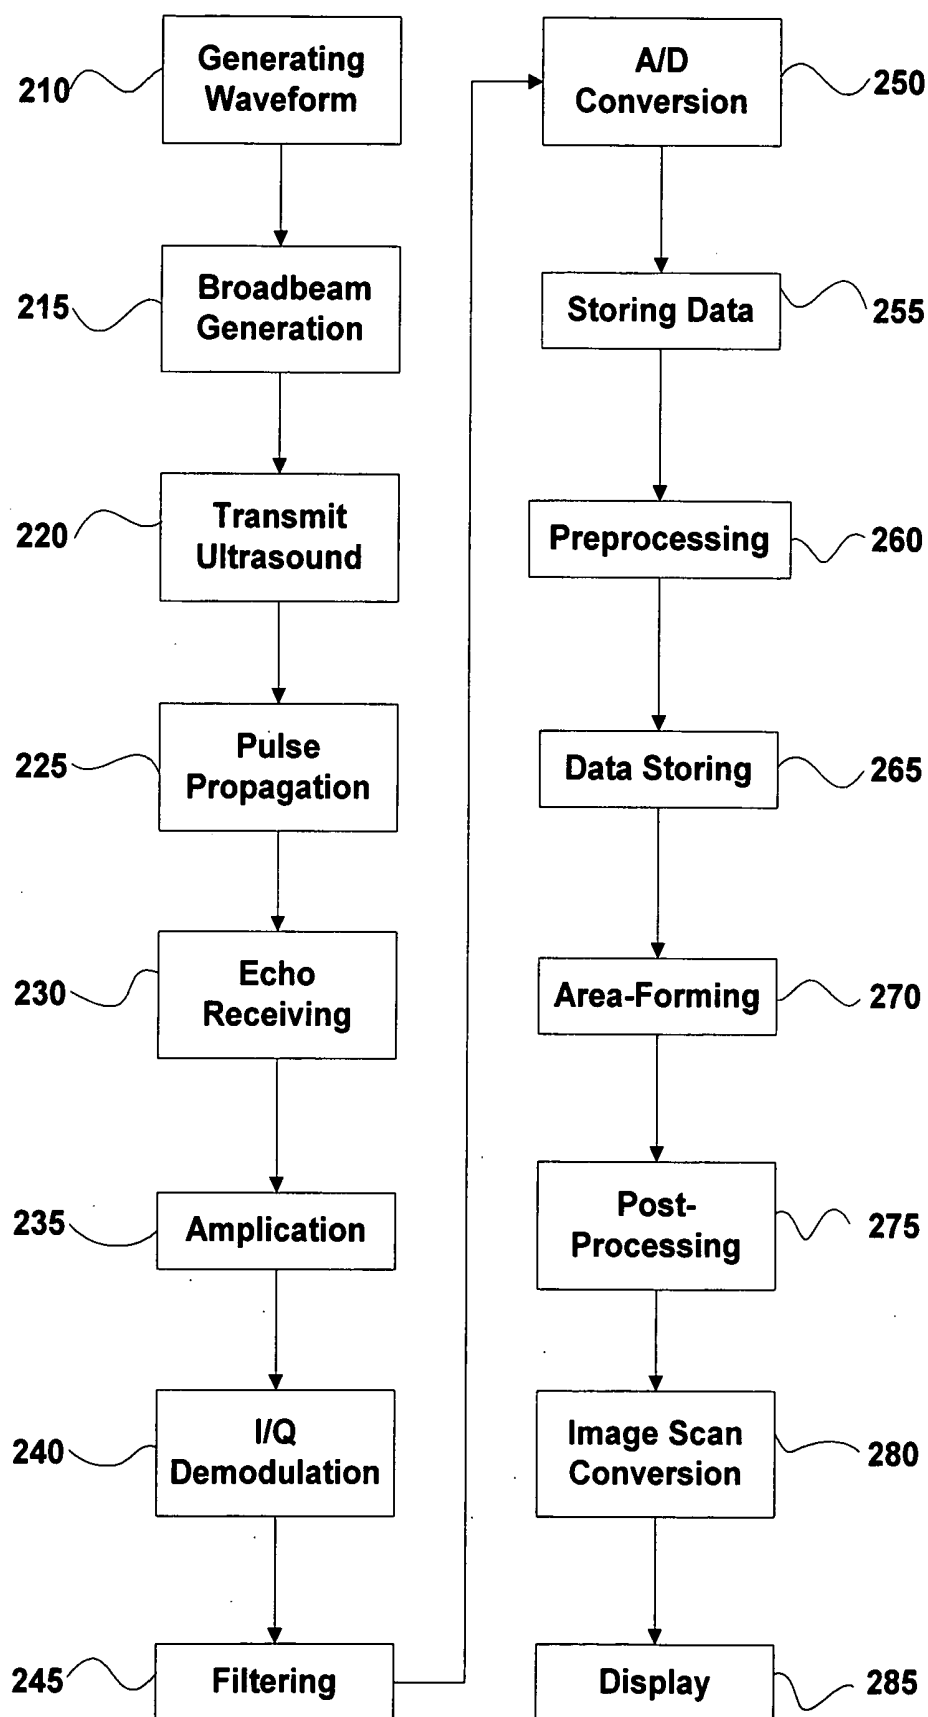 210
Generating
Waveform
215
Broadbeam
Generation
220
Transmit
Ultrasound
225
Pulse
Propagation
230
Echo
Receiving
235
Amplication
240
I/Q
Demodulation
245
Filtering
A/D
Conversion
250
Storing Data
255
Preprocessing
260
Data Storing
265
Area-Forming
270
Post-
Processing
275
Image Scan
Conversion
280
Display
285